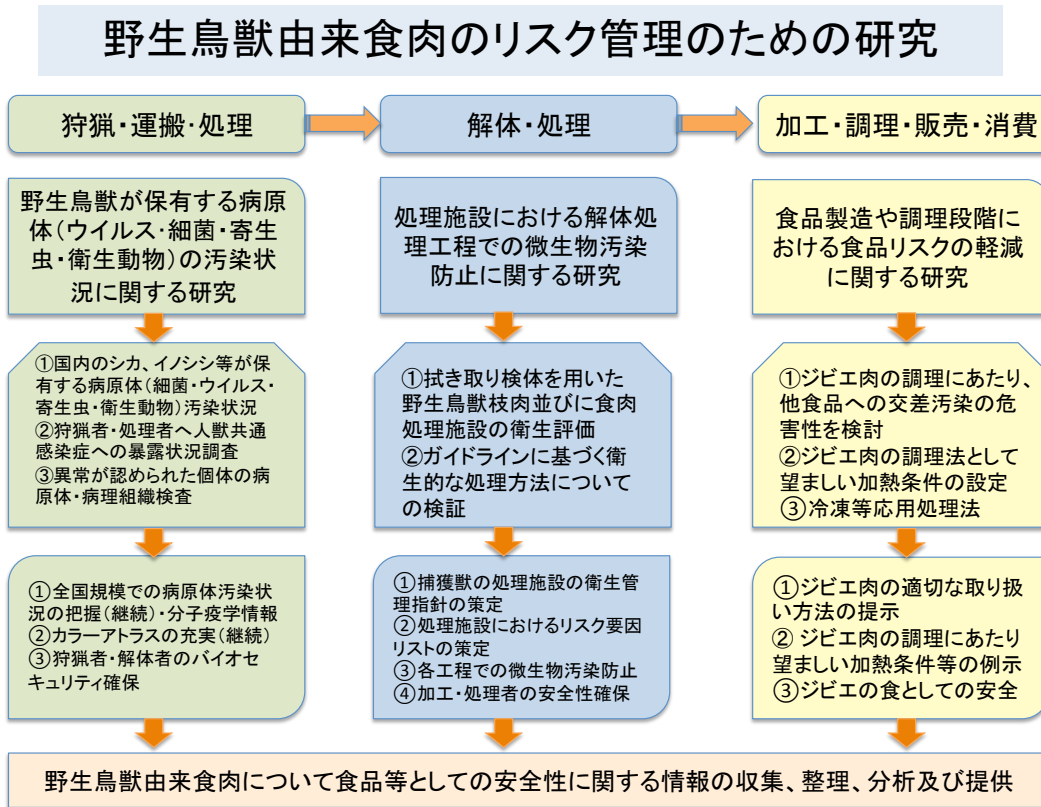 野生鳥獣由来食肉のリスク管理のための研究
狩猟・運搬・処理
解体・処理
加工・調理・販売・消費
野生鳥獣が保有する病原
体(ウイルス・細菌・寄生
虫・衛生動物)の汚染状
況に関する研究
処理施設における解体処
理工程での微生物汚染
防止に関する研究
食品製造や調理段階に
おける食品リスクの軽減
に関する研究
①国内のシカ、イノシシ等が保
有する病原体(細菌・ウイルス・
寄生虫・衛生動物)汚染状況
②狩猟者・処理者へ人獣共通
感染症への暴露状況調査
③異常が認められた個体の病
原体・病理組織検査
①拭き取り検体を用いた
野生鳥獣枝肉並びに食肉
処理施設の衛生評価
②ガイドラインに基づく衛
生的な処理方法について
の検証
①ジビエ肉の調理にあたり、
他食品への交差汚染の危
害性を検討
②ジビエ肉の調理法として
望ましい加熱条件の設定
③冷凍等応用処理法
①全国規模での病原体汚染状
況の把握(継続)・分子疫学情報
②カラーアトラスの充実(継続)
③狩猟者・解体者のバイオセ
キュリティ確保
①捕獲獣の処理施設の衛生管
理指針の策定
②処理施設におけるリスク要因
リストの策定
③各工程での微生物汚染防止
④加工・処理者の安全性確保
①ジビエ肉の適切な取り扱
い方法の提示
② ジビエ肉の調理にあたり
望ましい加熱条件等の例示
③ジビエの食としての安全
野生鳥獣由来食肉について食品等としての安全性に関する情報の収集、整理、分析及び提供